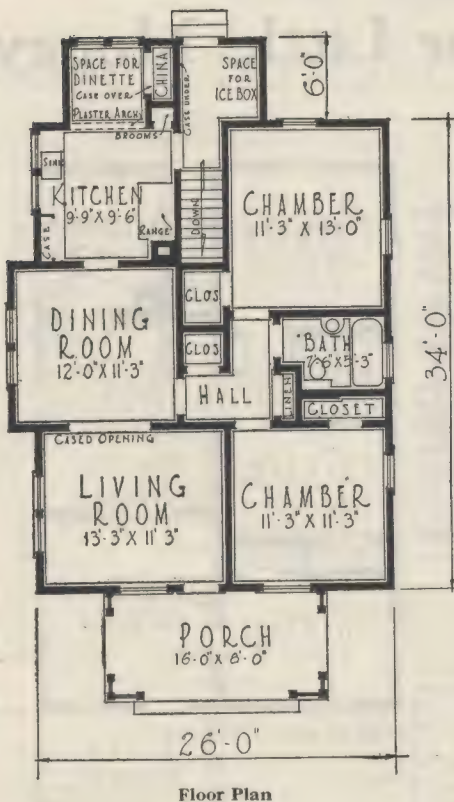 SPACE FOR
DINETTE
CASE OVER
PLASTER ARCH
CHINA
CASE UNDER
SPACE
FOR
ICE BOX
6'-0"
BROOMS
SINK
KITCHEN
9'-9" X 9'-6"
CASE
RANGE
DOWN
CHAMBER
11'-3" X 13'-0"
CLOS
DINING
ROOM
12'-0" X 11'-3"
CLOS
BATH
7'-6" X 5'-3"
34'-0"
HALL
LINEN
CLOSET
CASED OPENING
LIVING
ROOM
13'-3" X 11' 3"
CHAMBER
11'-3" X 11'-3"
PORCH
16'-0" X 8'-0"
26'-0"
Floor Plan